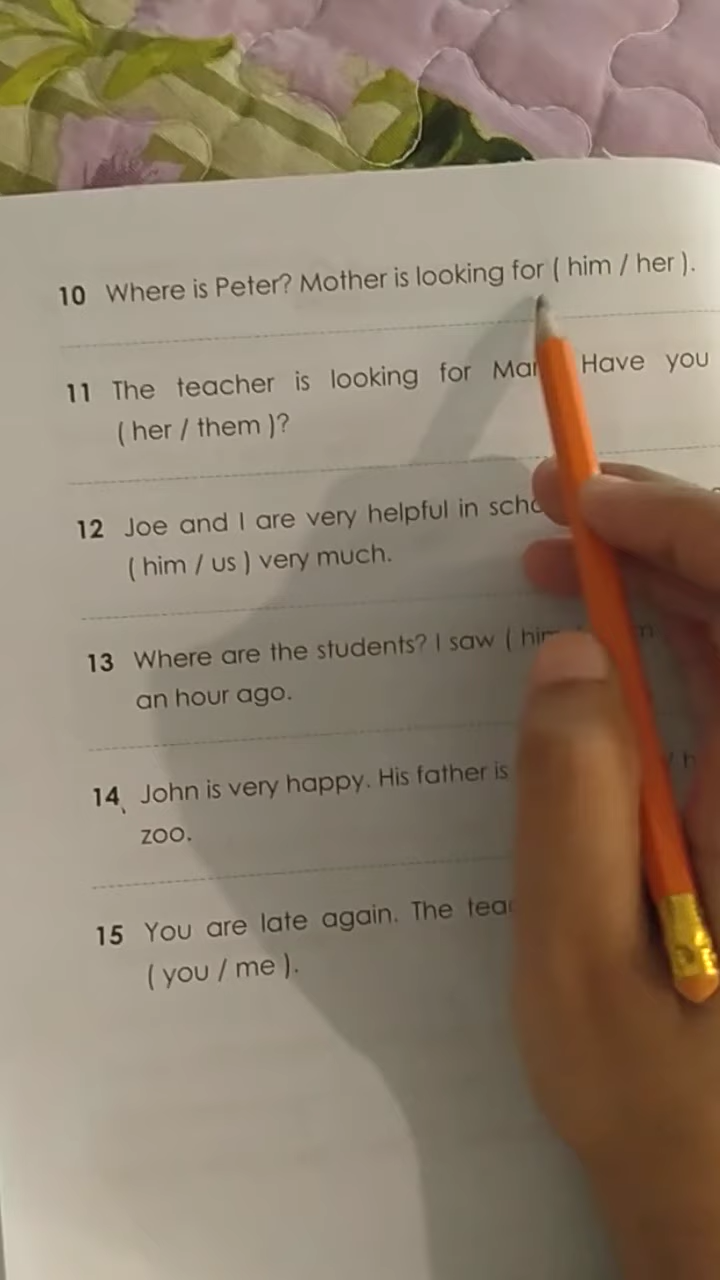 10 Where is Peter? Mother is looking for ( him / her ).
11 The teacher is looking for Have you
( her / them )?
12 Joe and I are very helpful in
( him / us ) very much.
13 Where are the students? I saw (
an hour ago.
14 John is very happy. His father is
zoo.
15 You are late again. The
( you / me ).